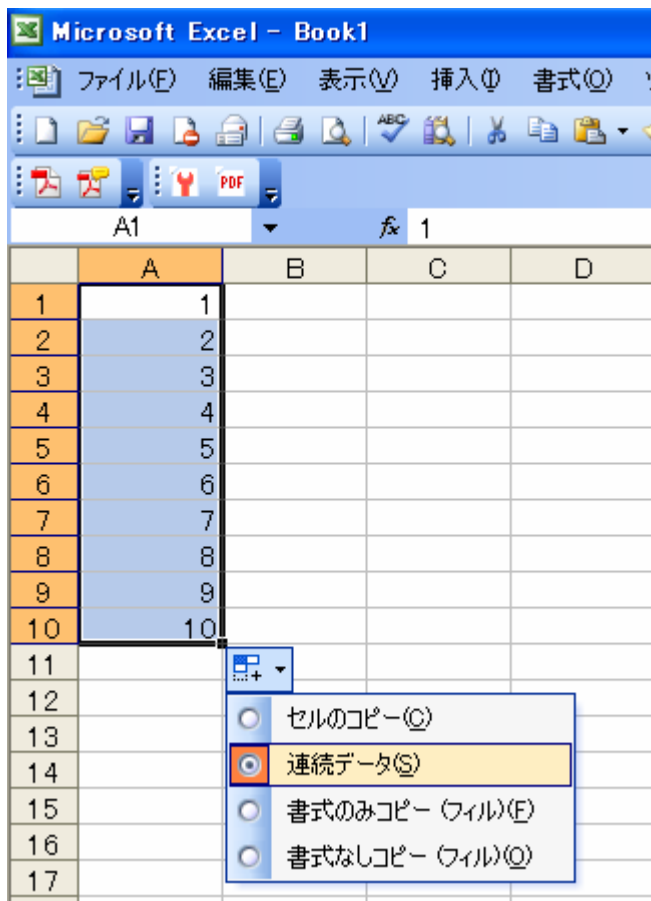 Microsoft Excel - Book1
ファイル(F) 編集(E) 表示(V) 挿入(I) 書式(O)
ABC
PDF
A1 fx 1
A B C D
1 1
2 2
3 3
4 4
5 5
6 6
7 7
8 8
9 9
10 10
11
12
セルのコピー(C)
13
連続データ(S)
14
15 書式のみコピー (フィル)(F)
16
書式なしコピー (フィル)(O)
17